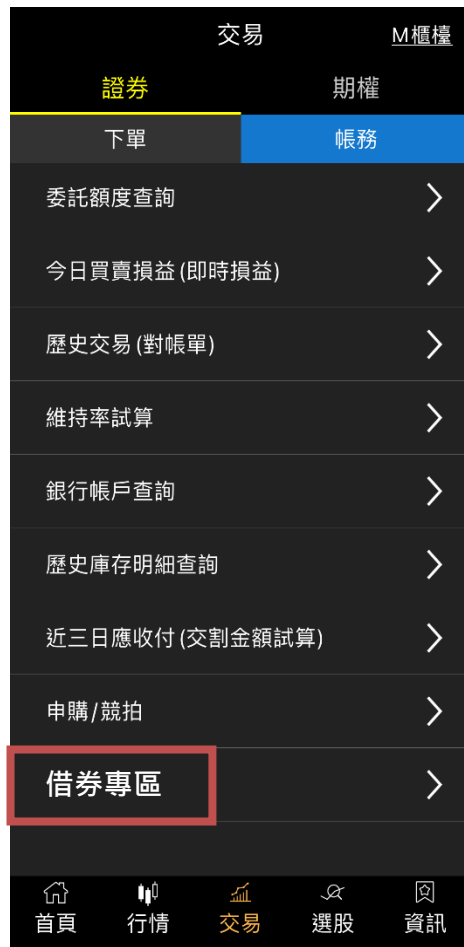 交易 M櫃檯
證券 期權
下單 帳務
委託額度查詢
今日買賣損益(即時損益)
歷史交易(對帳單)
維持率試算
銀行帳戶查詢
歷史庫存明細查詢
近三日應收付(交割金額試算)
申購/競拍
借券專區
首頁 行情 交易 選股 資訊